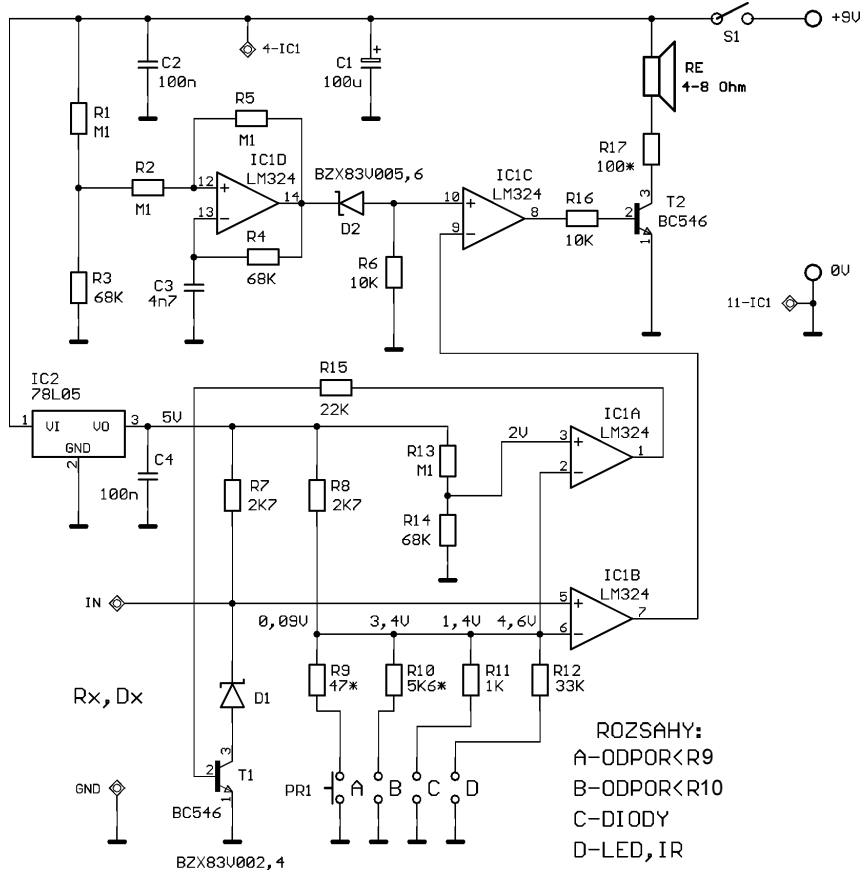 +9V
S1
4-IC1
C2
100n
C1
+
100u
RE
4-8 Ohm
R1
M1
R5
M1
R17
100*
R2
M1
IC1D
LM324
12
+
13
−
14
BZX83V005,6
D2
IC1C
LM324
10
+
9
−
8
R16
10K
3
2
1
T2
BC546
R4
68K
R3
68K
C3
4n7
R6
10K
0V
11-IC1
R15
22K
IC2
78L05
1
VI
VO
3
GND
2
5V
C4
100n
R7
2K7
R8
2K7
R13
M1
R14
68K
2V
IC1A
LM324
3
+
2
−
1
IC1B
LM324
5
+
6
−
7
IN
0,09V
3,4V
1,4V
4,6V
R9
47*
R10
5K6*
R11
1K
R12
33K
Rx,Dx
D1
3
2
1
T1
BC546
GND
PR1
A
B
C
D
BZX83V002,4
ROZSAHY:
A-ODPOR<R9
B-ODPOR<R10
C-DIODY
D-LED,IR